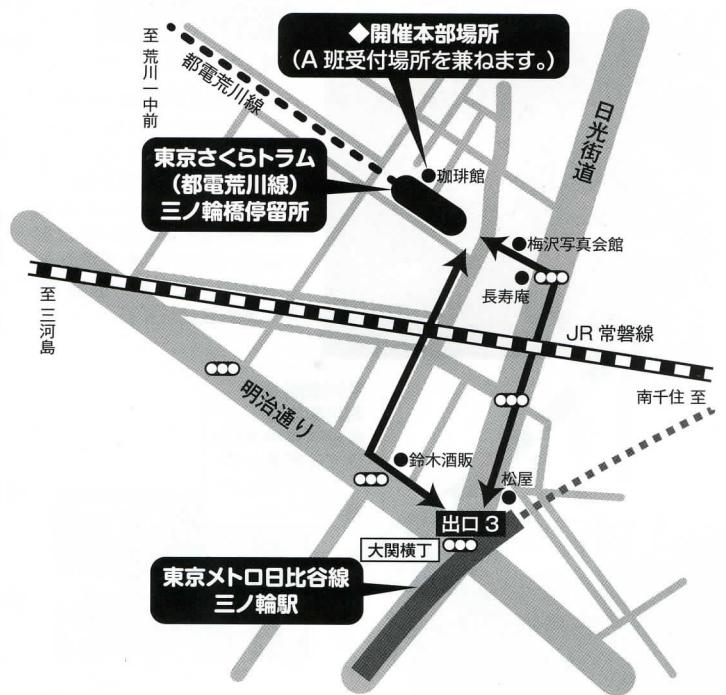 ◆開催本部場所
(A 班受付場所を兼ねます。)
至 荒川一中前
都電荒川線
日光街道
東京さくらトラム
(都電荒川線)
三ノ輪橋停留所
珈琲館
梅沢写真会館
長寿庵
至 三河島
JR 常磐線
明治通り
南千住 至
鈴木酒販
松屋
出口 3
大関横丁
東京メトロ日比谷線
三ノ輪駅